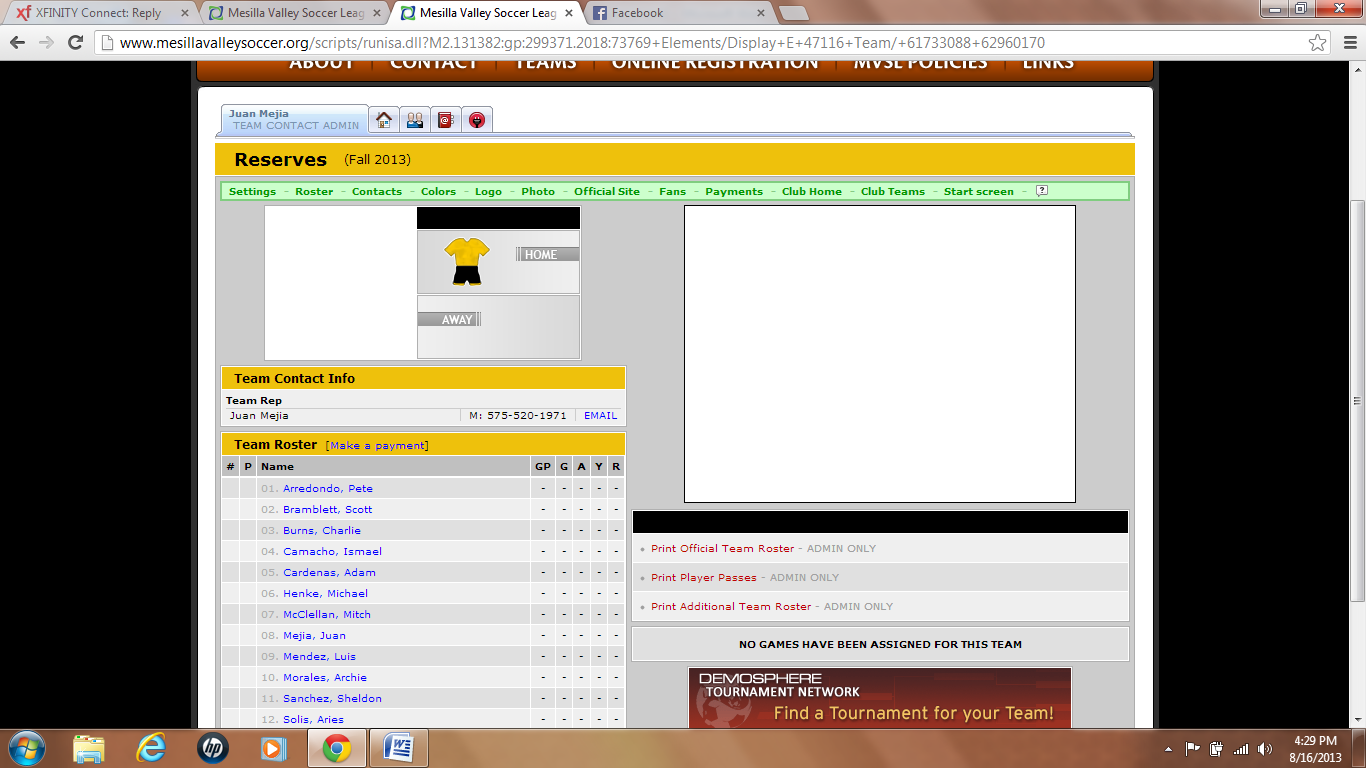 XFINITY Connect: Reply
Mesilla Valley Soccer Leag
Mesilla Valley Soccer Leag
Facebook
www.mesillavalleysoccer.org/scripts/runisa.dll?M2.131382:gp:299371.2018:73769+Elements/Display+E+47116+Team/+61733088+62960170
ABOUT CONTACT TEAMS ONLINE REGISTRATION MVSL POLICIES LINKS
Juan Mejia
TEAM CONTACT ADMIN
Reserves (Fall 2013)
Settings - Roster - Contacts - Colors - Logo - Photo - Official Site - Fans - Payments - Club Home - Club Teams - Start screen - ?
HOME
AWAY
Team Contact Info
Team Rep
Juan Mejia M: 575-520-1971 EMAIL
Team Roster [Make a payment]
# P Name GP G A Y R
01. Arredondo, Pete - - - - -
02. Bramblett, Scott - - - - -
03. Burns, Charlie - - - - -
04. Camacho, Ismael - - - - -
05. Cardenas, Adam - - - - -
06. Henke, Michael - - - - -
07. McClellan, Mitch - - - - -
08. Mejia, Juan - - - - -
09. Mendez, Luis - - - - -
10. Morales, Archie - - - - -
11. Sanchez, Sheldon - - - - -
12. Solis, Aries - - - - -
Print Official Team Roster - ADMIN ONLY
Print Player Passes - ADMIN ONLY
Print Additional Team Roster - ADMIN ONLY
NO GAMES HAVE BEEN ASSIGNED FOR THIS TEAM
DEMOSPHERE
TOURNAMENT NETWORK
Find a Tournament for your Team!
hp
4:29 PM
8/16/2013